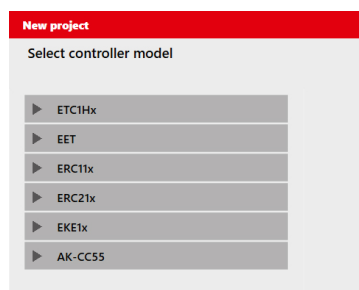 New project
Select controller model
ETC1Hx
EET
ERC11x
ERC21x
EKE1x
AK-CC55